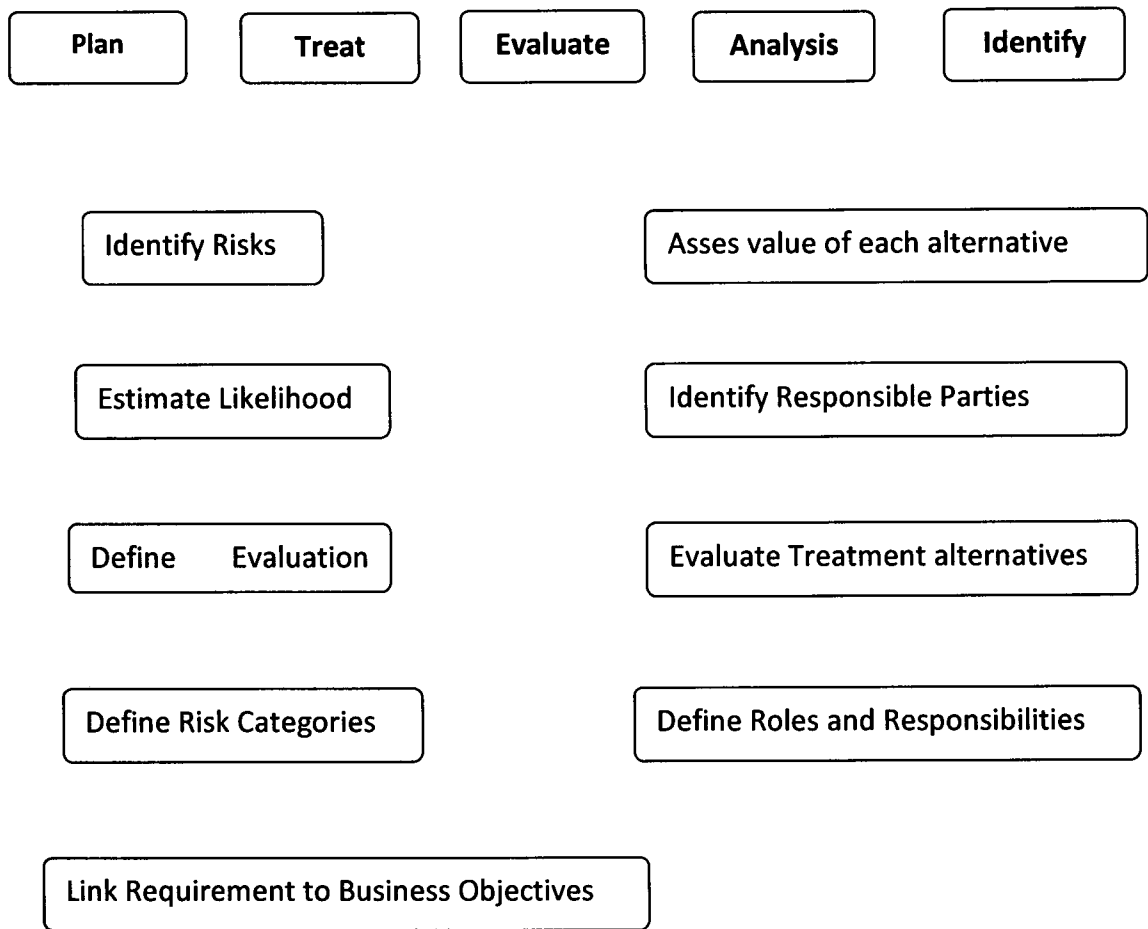 Plan Treat Evaluate Analysis Identify
Identify Risks
Asses value of each alternative
Estimate Likelihood
Identify Responsible Parties
Define Evaluation
Evaluate Treatment alternatives
Define Risk Categories
Define Roles and Responsibilities
Link Requirement to Business Objectives